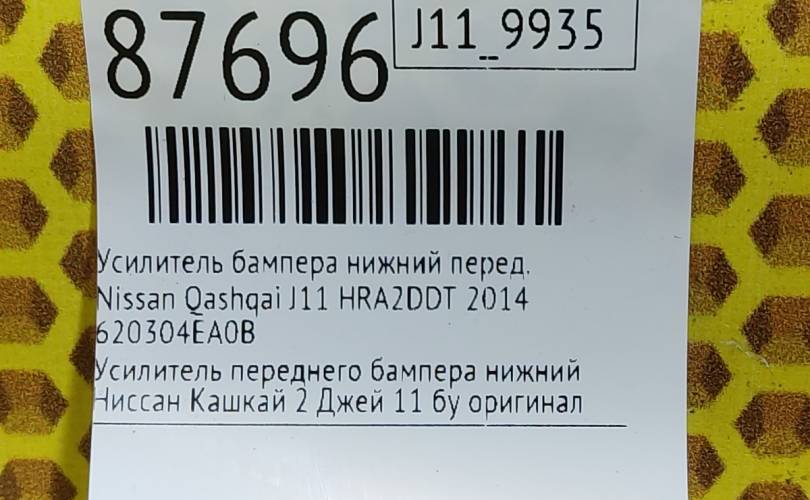 87696
J11_9935
Усилитель бампера нижний перед.
Nissan Qashqai J11 HRA2DDT 2014
620304EA0B
Усилитель переднего бампера нижний
Ниссан Кашкай 2 Джей 11 бу оригинал